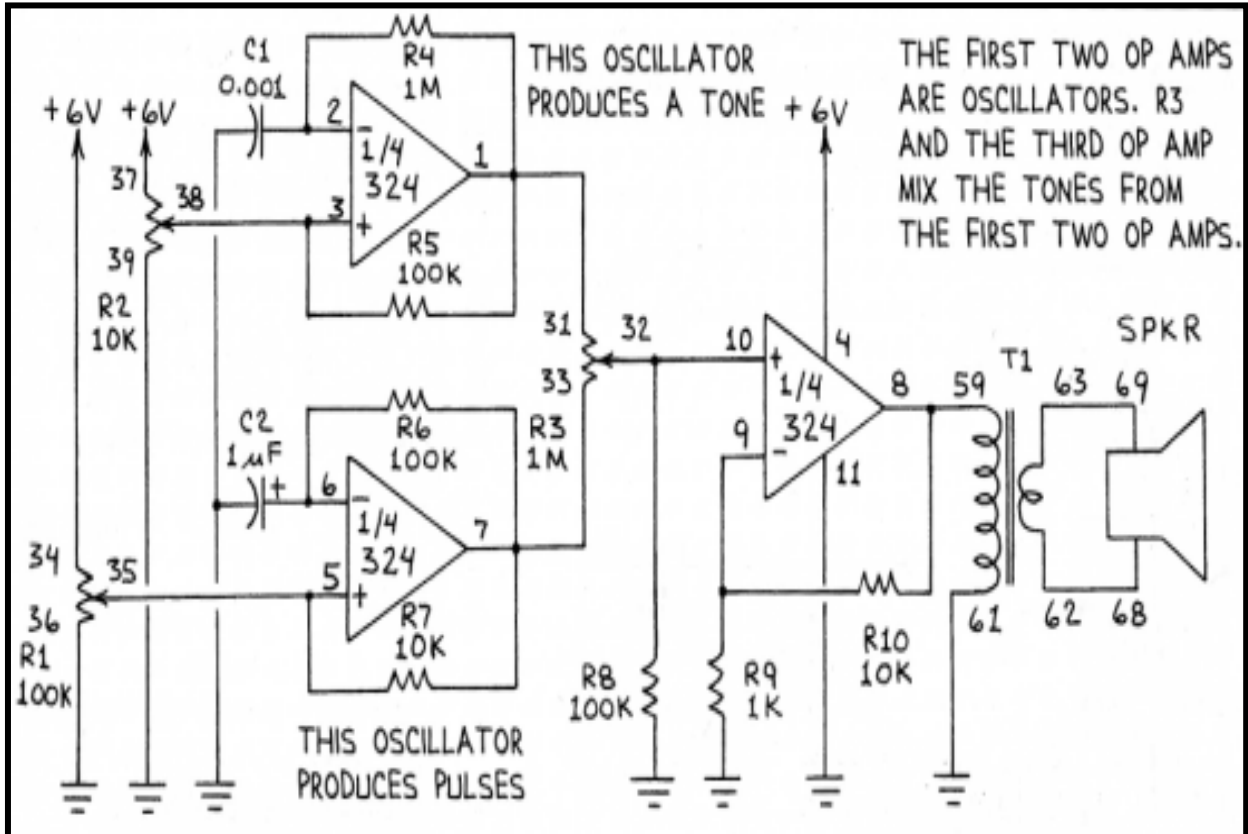 C1
0.001
R4
1M
THIS OSCILLATOR
PRODUCES A TONE
THE FIRST TWO OP AMPS
ARE OSCILLATORS. R3
AND THE THIRD OP AMP
MIX THE TONES FROM
THE FIRST TWO OP AMPS.
+6V
+6V
+6V
2
-
1/4
324
1
3
+
37
38
39
R2
10K
R5
100K
31
32
33
R3
1M
10
+
1/4
324
4
8
9
-
11
59
T1
63
69
SPKR
61
62
68
R6
100K
C2
1µF
+
6
-
1/4
324
7
5
+
34
35
36
R1
100K
R7
10K
R8
100K
R9
1K
R10
10K
THIS OSCILLATOR
PRODUCES PULSES